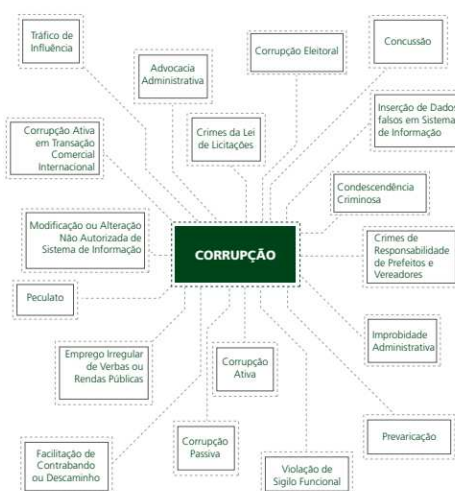 Tráfico de
Influência
Advocacia
Administrativa
Corrupção Eleitoral
Concussão
Corrupção Ativa
em Transação
Comercial
Internacional
Crimes da Lei
de Licitações
Inserção de Dados
falsos em Sistema
de Informação
Condescendência
Criminosa
Modificação ou Alteração
Não Autorizada de
Sistema de Informação
CORRUPÇÃO
Crimes de
Responsabilidade
de Prefeitos e
Vereadores
Peculato
Improbidade
Administrativa
Emprego Irregular
de Verbas ou
Rendas Públicas
Corrupção
Ativa
Facilitação de
Contrabando
ou Descaminho
Corrupção
Passiva
Violação de
Sigilo Funcional
Prevaricação